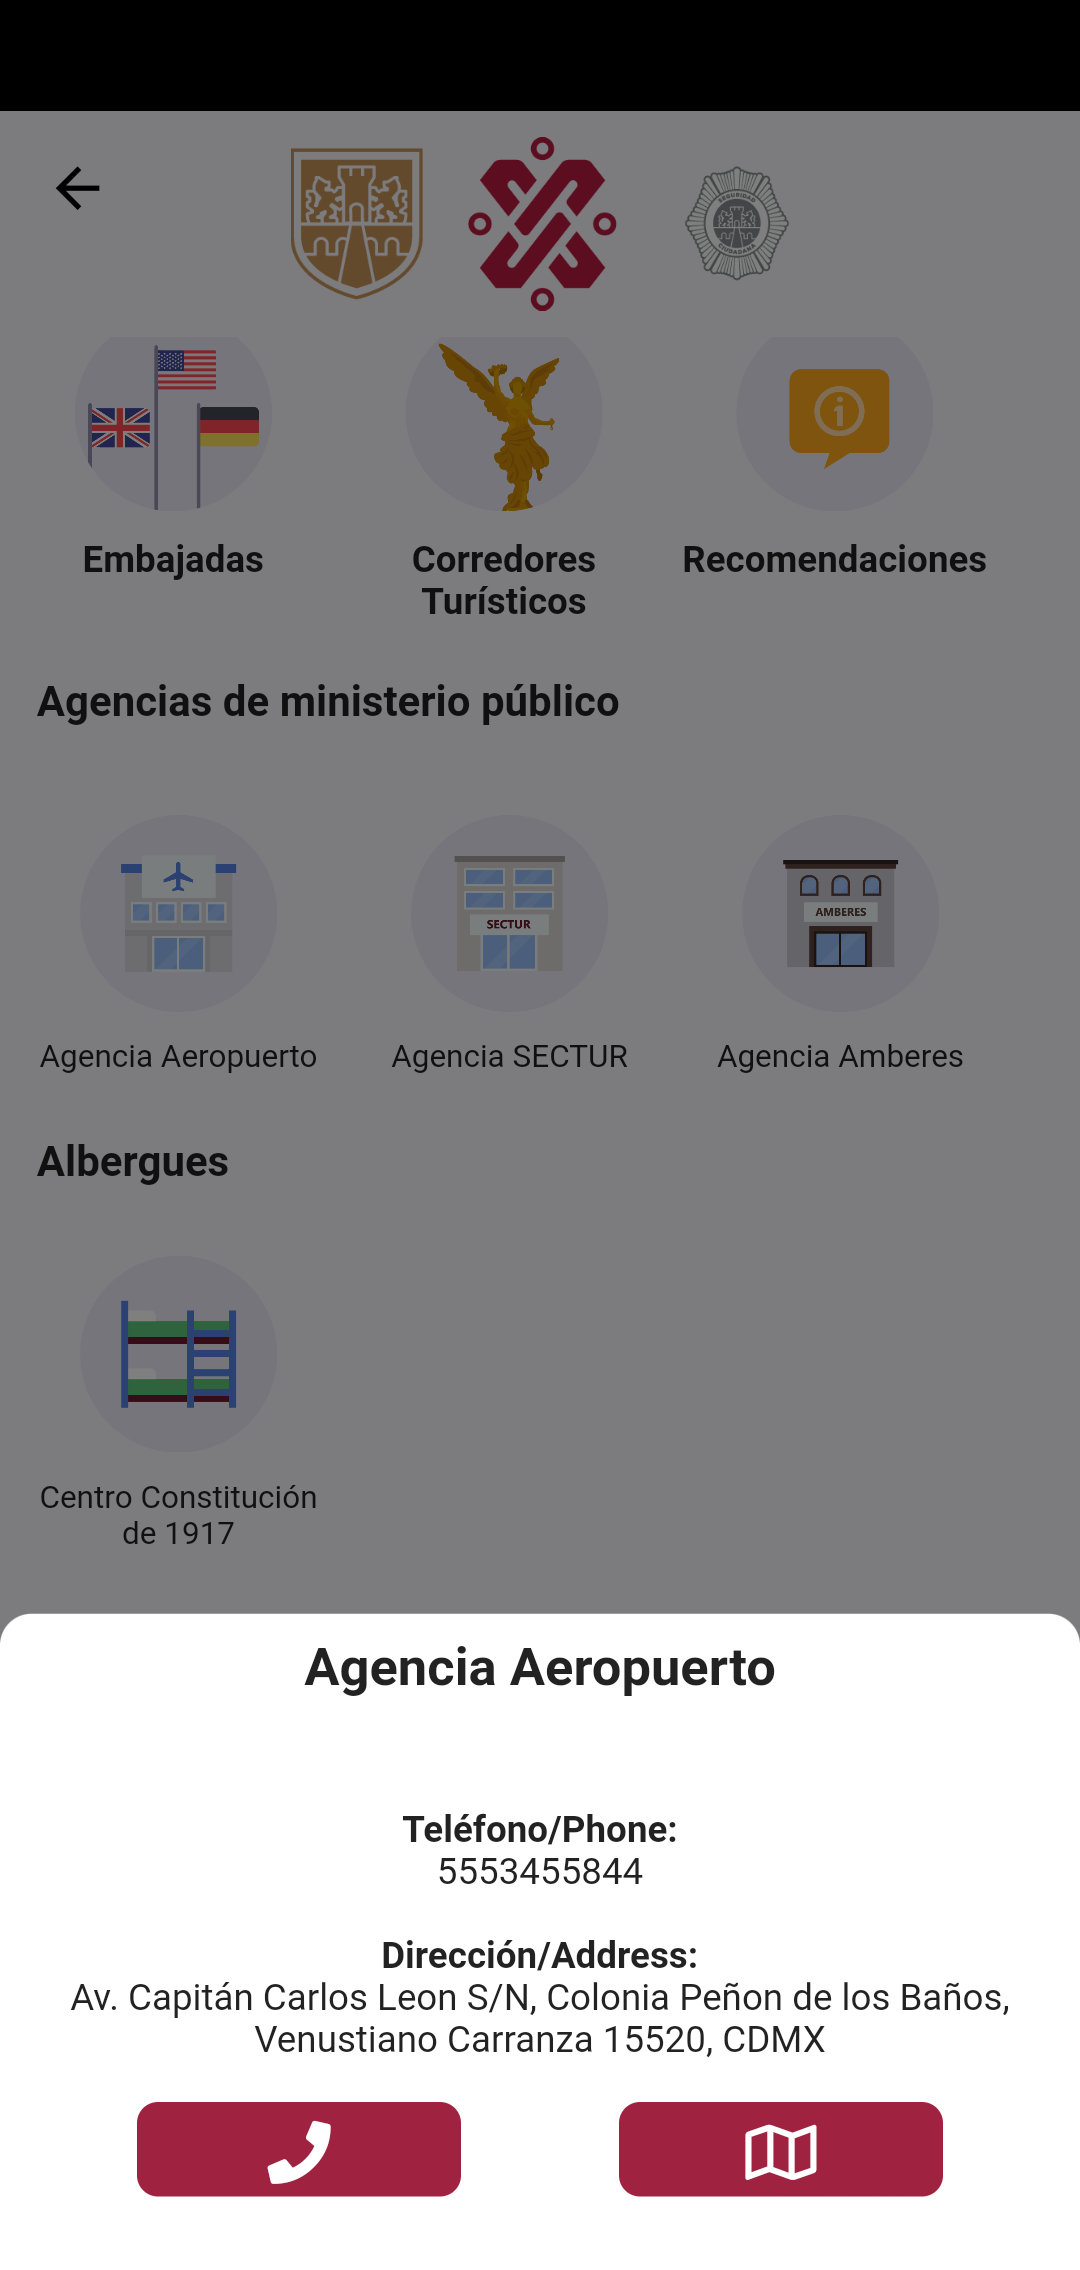 SEGURIDAD
CIUDADANA
Embajadas
Corredores
Turísticos
Recomendaciones
Agencias de ministerio público
SECTUR
AMBERES
Agencia Aeropuerto
Agencia SECTUR
Agencia Amberes
Albergues
Centro Constitución
de 1917
Agencia Aeropuerto
Teléfono/Phone:
5553455844
Dirección/Address:
Av. Capitán Carlos Leon S/N, Colonia Peñon de los Baños,
Venustiano Carranza 15520, CDMX